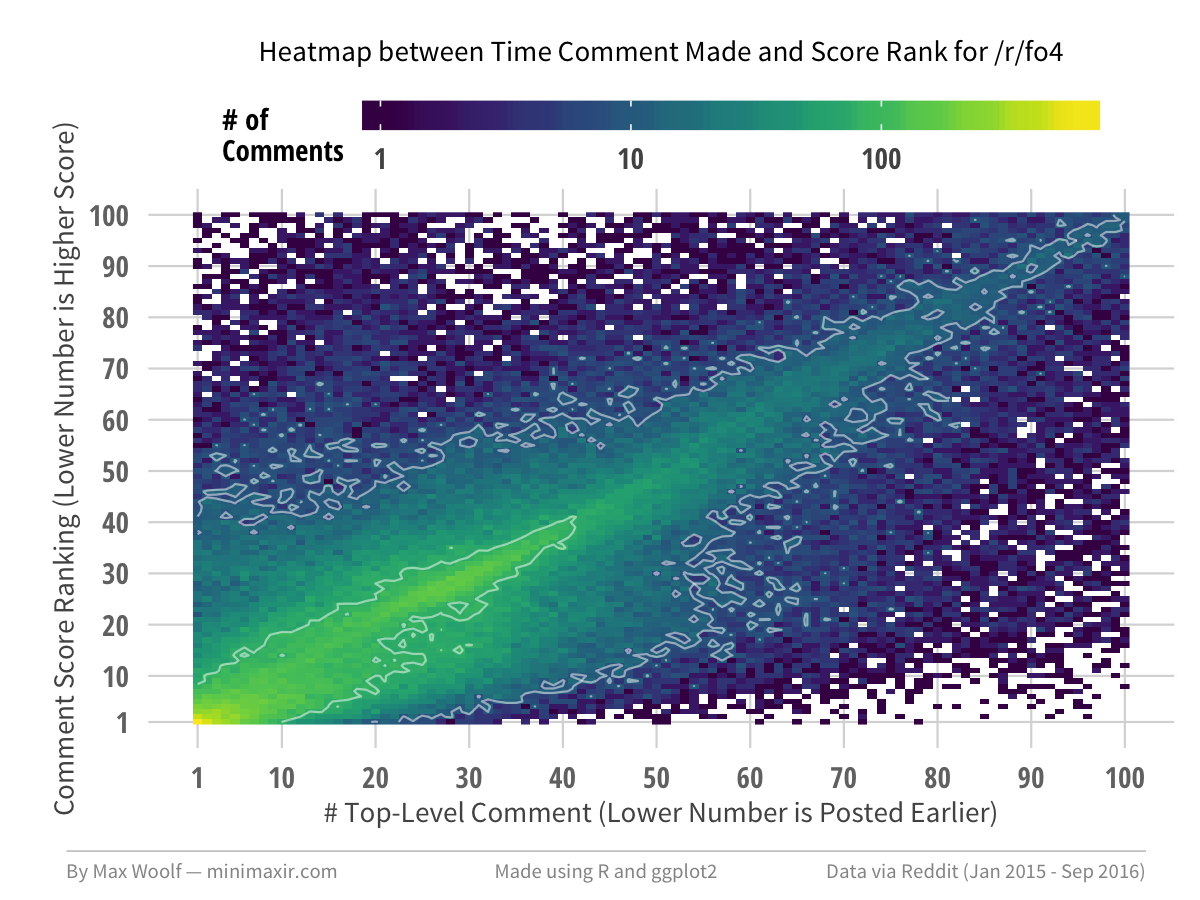 Heatmap between Time Comment Made and Score Rank for /r/fo4
# of
Comments
1 10 100
Comment Score Ranking (Lower Number is Higher Score)
100
90
80
70
60
50
40
30
20
10
1
1 10 20 30 40 50 60 70 80 90 100
# Top-Level Comment (Lower Number is Posted Earlier)
By Max Woolf — minimaxir.com Made using R and ggplot2 Data via Reddit (Jan 2015 - Sep 2016)